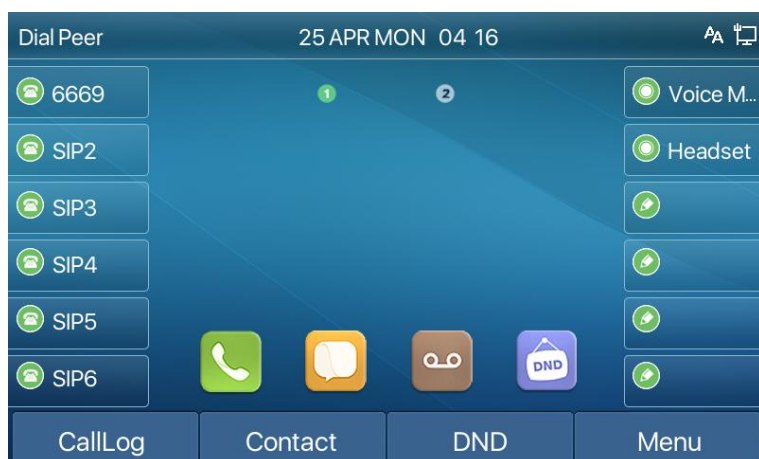 Dial Peer 25 APR MON 04 16 AA
6669 1 2 Voice M...
SIP2 Headset
SIP3
SIP4
SIP5
DND
SIP6
CallLog Contact DND Menu